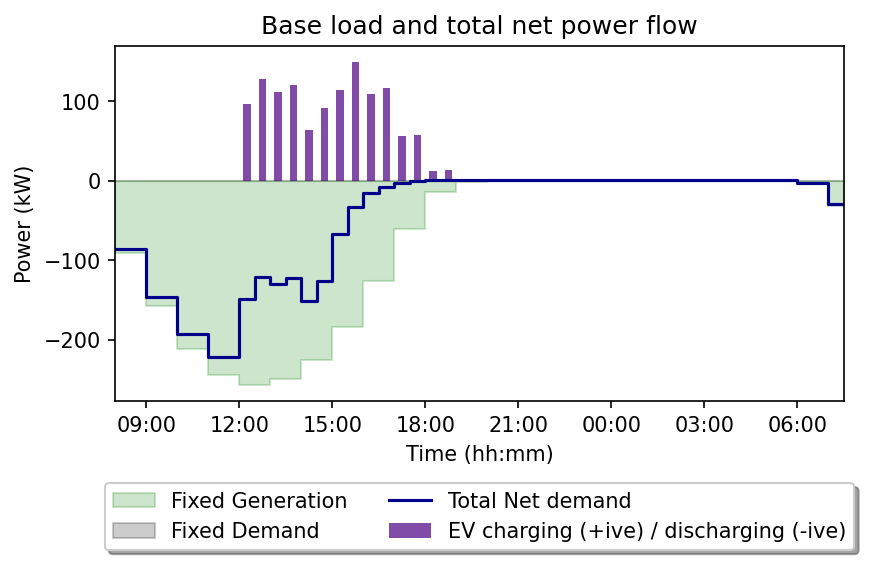 Base load and total net power flow
Power (kW)
100
0
−100
−200
09:00 12:00 15:00 18:00 21:00 00:00 03:00 06:00
Time (hh:mm)
Fixed Generation
Fixed Demand
Total Net demand
EV charging (+ive) / discharging (-ive)